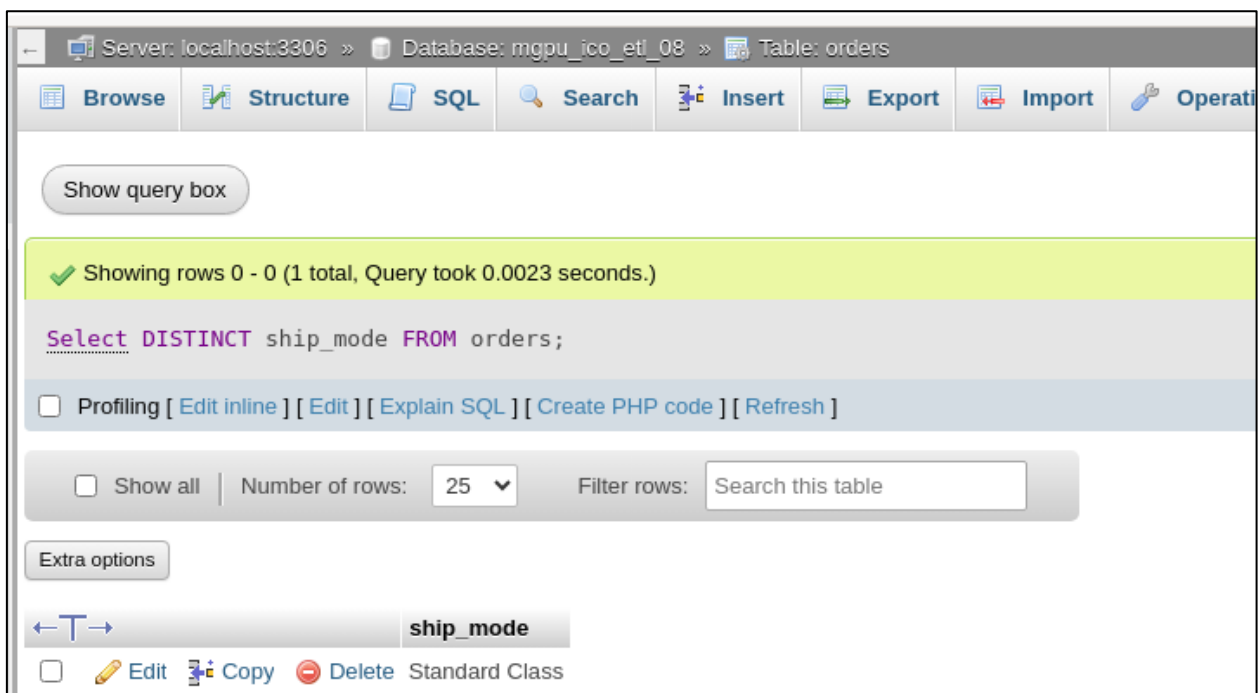 Server: localhost:3306 » Database: mgpu_ico_etl_08 » Table: orders
Browse Structure SQL Search Insert Export Import Operati
Show query box
Showing rows 0 - 0 (1 total, Query took 0.0023 seconds.)
Select DISTINCT ship_mode FROM orders;
Profiling [ Edit inline ] [ Edit ] [ Explain SQL ] [ Create PHP code ] [ Refresh ]
Show all Number of rows: 25 Filter rows: Search this table
Extra options
←T→ ship_mode
Edit Copy Delete Standard Class